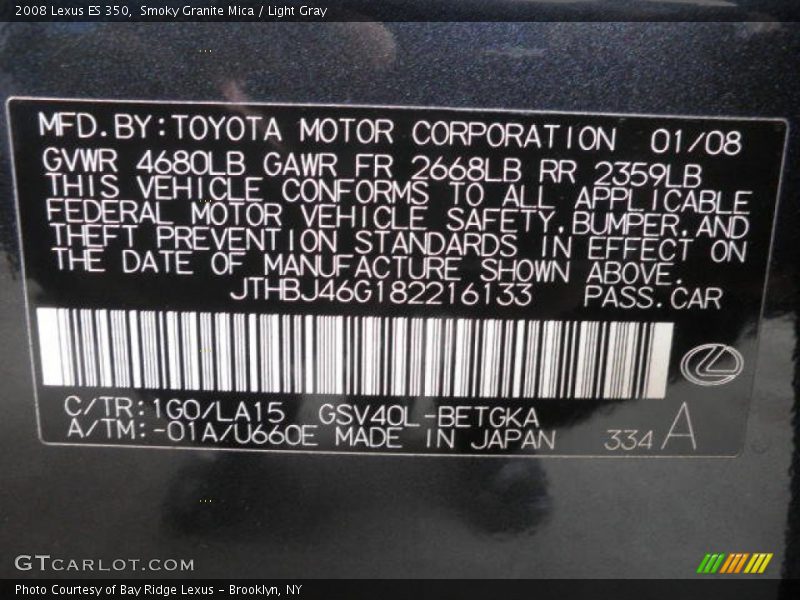 2008 Lexus ES 350, Smoky Granite Mica / Light Gray
MFD.BY:TOYOTA MOTOR CORPORATION 01/08
GVWR 4680LB GAWR FR 2668LB RR 2359LB
THIS VEHICLE CONFORMS TO ALL APPLICABLE
FEDERAL MOTOR VEHICLE SAFETY,BUMPER,AND
THEFT PREVENTION STANDARDS IN EFFECT ON
THE DATE OF MANUFACTURE SHOWN ABOVE.
JTHBJ46G182216133 PASS.CAR
C/TR:1G0/LA15 GSV40L-BETGKA
A/TM:-01A/U660E MADE IN JAPAN 334 A
GTCARLOT.COM
Photo Courtesy of Bay Ridge Lexus - Brooklyn, NY